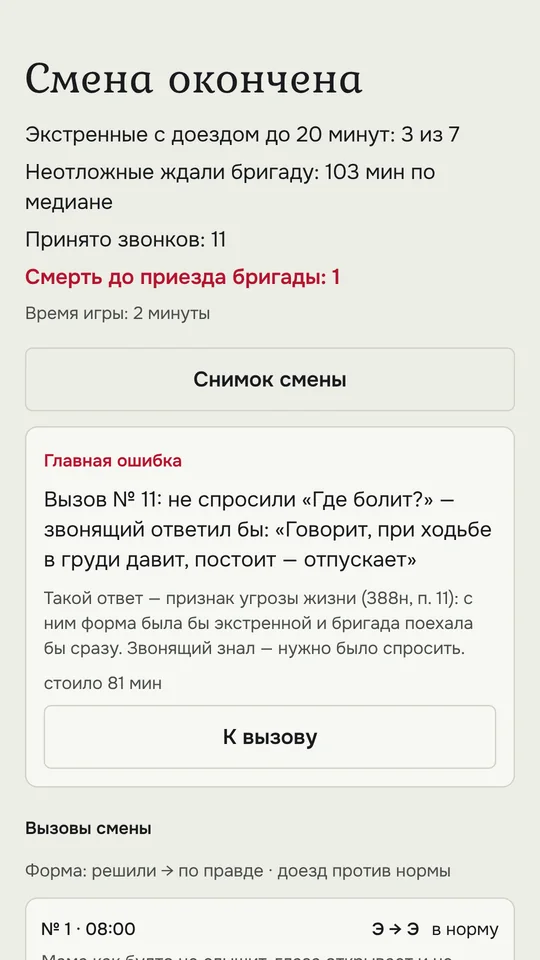 Смена окончена
Экстренные с доездом до 20 минут: 3 из 7
Неотложные ждали бригаду: 103 мин по
медиане
Принято звонков: 11
Смерть до приезда бригады: 1
Время игры: 2 минуты
Снимок смены
Главная ошибка
Вызов № 11: не спросили «Где болит?» —
звонящий ответил бы: «Говорит, при ходьбе
в груди давит, постоит — отпускает»
Такой ответ — признак угрозы жизни (388н, п. 11): с
ним форма была бы экстренной и бригада поехала
бы сразу. Звонящий знал — нужно было спросить.
стоило 81 мин
К вызову
Вызовы смены
Форма: решили → по правде · доезд против нормы
№ 1 · 08:00 Э → Э в норму